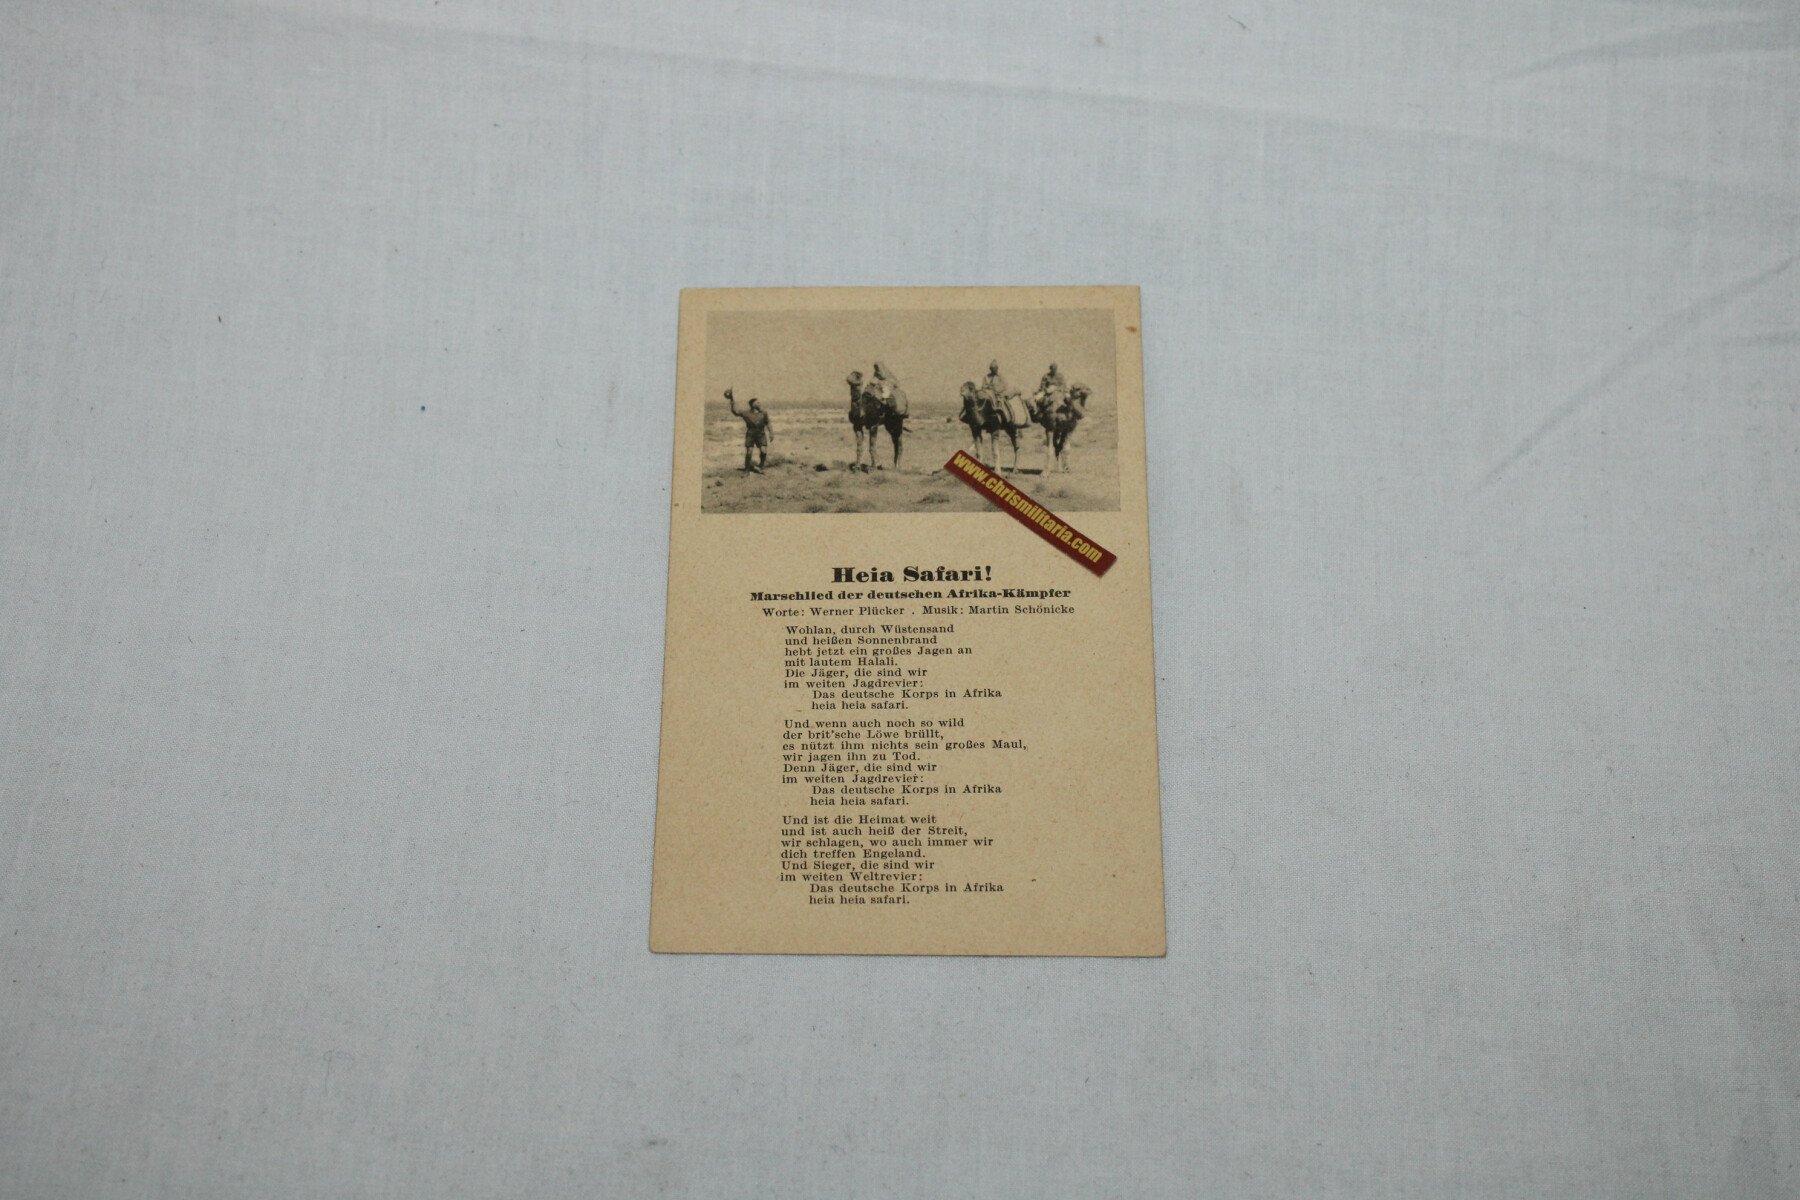 www.chrismilitaria.com
Heia Safari!
Marschlied der deutschen Afrika-Kämpfer
Worte: Werner Plücker . Musik: Martin Schönicke
Wohlan, durch Wüstensand
und heißen Sonnenbrand
hebt jetzt ein großes Jagen an
mit lautem Halali.
Die Jäger, die sind wir
im weiten Jagdrevier:
Das deutsche Korps in Afrika
heia heia safari.
Und wenn auch noch so wild
der brit'sche Löwe brüllt,
es nützt ihm nichts sein großes Maul,
wir jagen ihn zu Tod.
Denn Jäger, die sind wir
im weiten Jagdrevier:
Das deutsche Korps in Afrika
heia heia safari.
Und ist die Heimat weit
und ist auch heiß der Streit,
wir schlagen, wo auch immer wir
dich treffen Engeland.
Und Sieger, die sind wir
im weiten Weltrevier:
Das deutsche Korps in Afrika
heia heia safari.